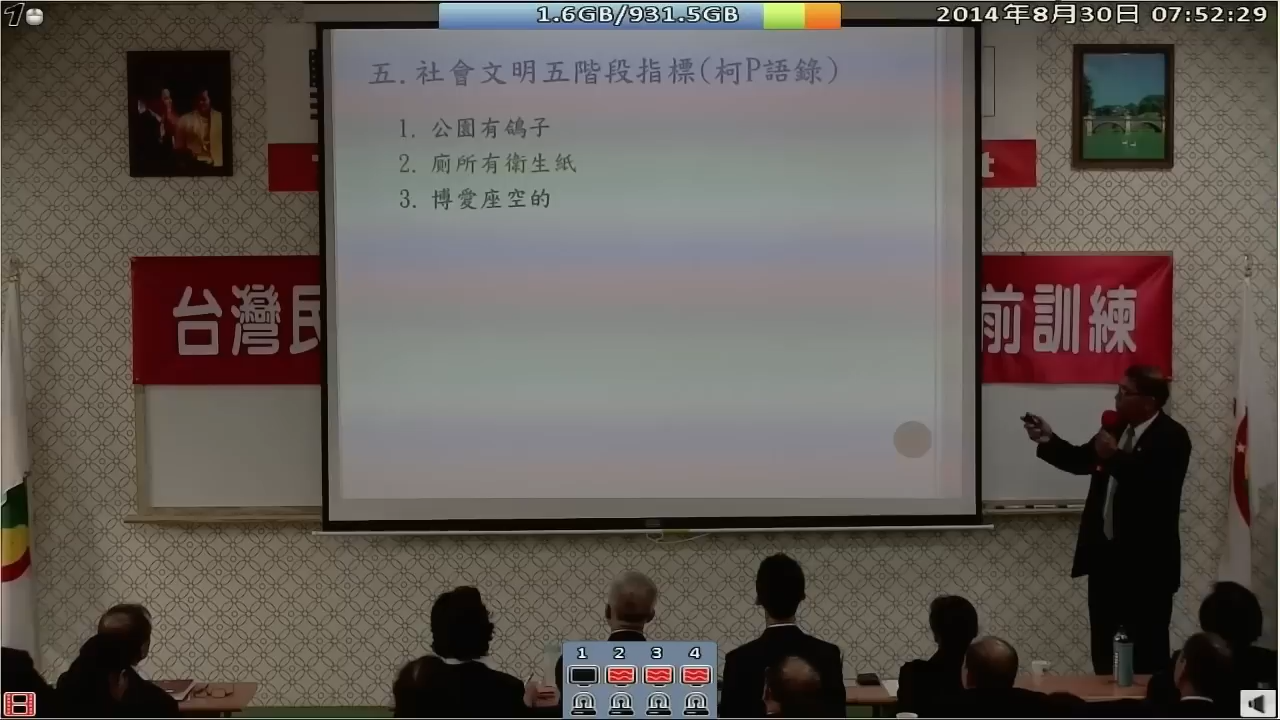 1
1.6GB/931.5GB
2014年8月30日 07:52:29
五.社會文明五階段指標(柯P語錄)
1. 公園有鴿子
2. 廁所有衛生紙
3. 博愛座空的
t
台灣民
前訓練
1 2 3 4